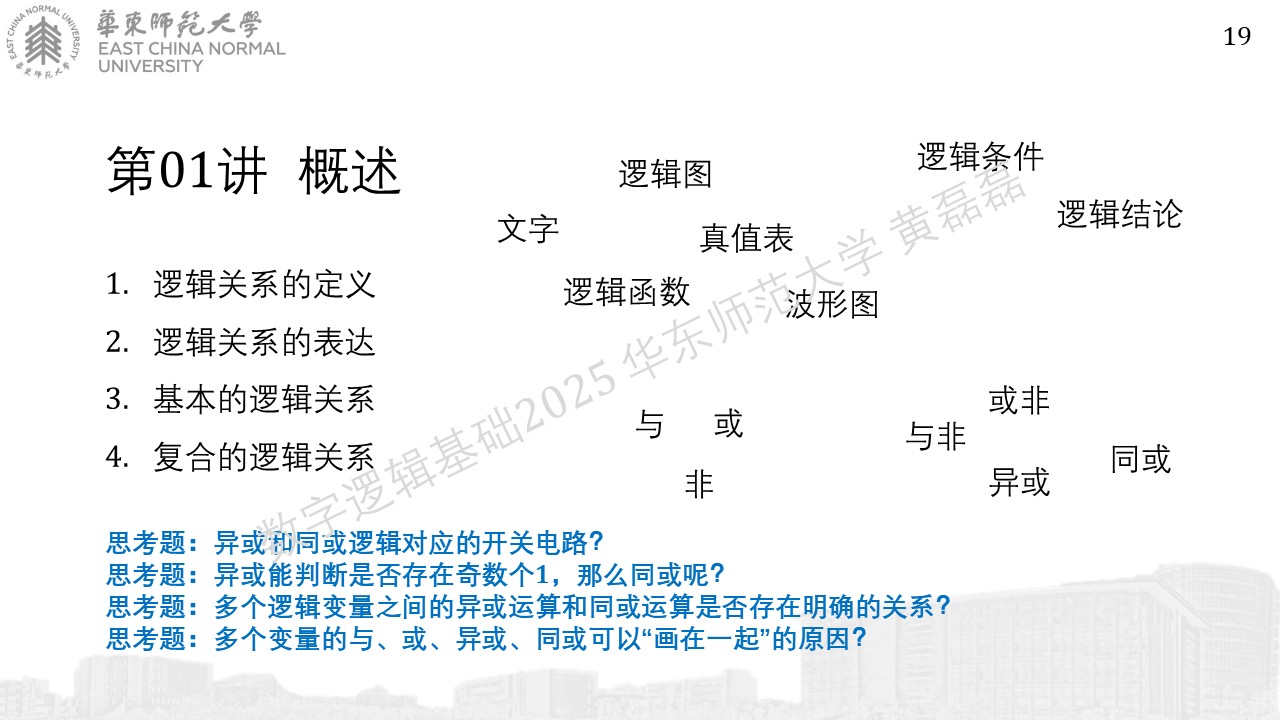 華東師範大學
EAST CHINA NORMAL
UNIVERSITY
EAST CHINA NORMAL UNIVERSITY
華東师范大学
19
第01讲 概述
逻辑图
逻辑条件
文字
真值表
逻辑结论
逻辑函数
波形图
1. 逻辑关系的定义
2. 逻辑关系的表达
3. 基本的逻辑关系
4. 复合的逻辑关系
与 或
非
或非
与非
同或
异或
数字逻辑基础2025 华东师范大学 黄磊磊
思考题：异或和同或逻辑对应的开关电路？
思考题：异或能判断是否存在奇数个1，那么同或呢？
思考题：多个逻辑变量之间的异或运算和同或运算是否存在明确的关系？
思考题：多个变量的与、或、异或、同或可以“画在一起”的原因？